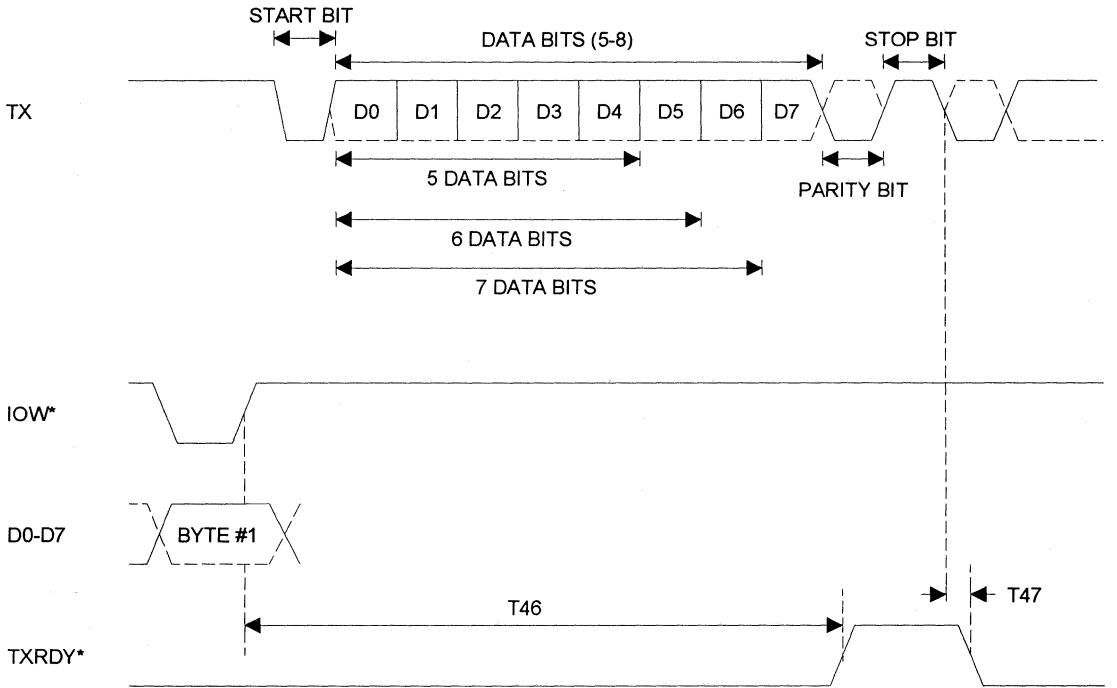 START BIT
DATA BITS (5-8)
STOP BIT
TX
D0 D1 D2 D3 D4 D5 D6 D7
5 DATA BITS
PARITY BIT
6 DATA BITS
7 DATA BITS
IOW*
D0-D7
BYTE #1
T46
T47
TXRDY*